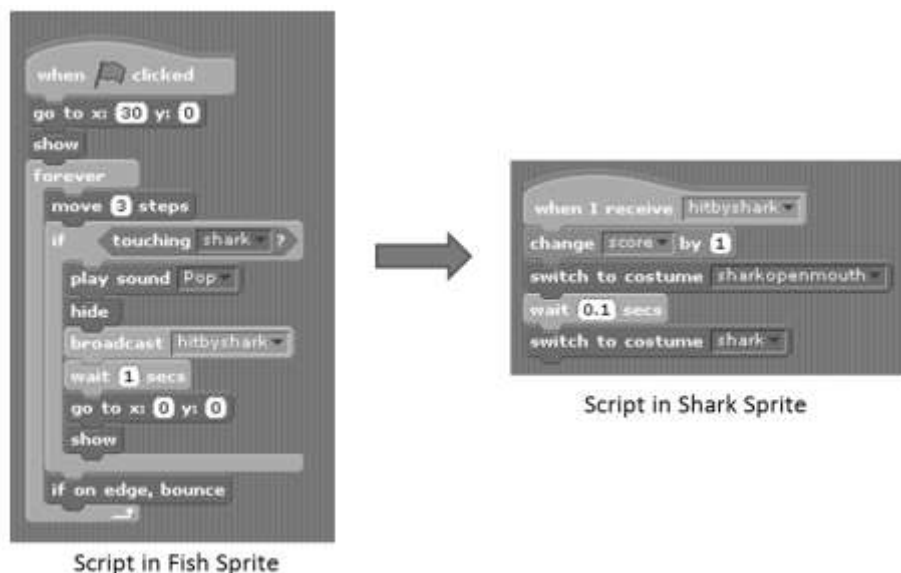 when clicked
go to x: 30 y: 0
show
forever
move 3 steps
if touching shark ?
play sound Pop
hide
broadcast hitbyshark
wait 1 secs
go to x: 0 y: 0
show
if on edge, bounce
Script in Fish Sprite
when I receive hitbyshark
change score by 1
switch to costume sharkopenmouth
wait 0.1 secs
switch to costume shark
Script in Shark Sprite